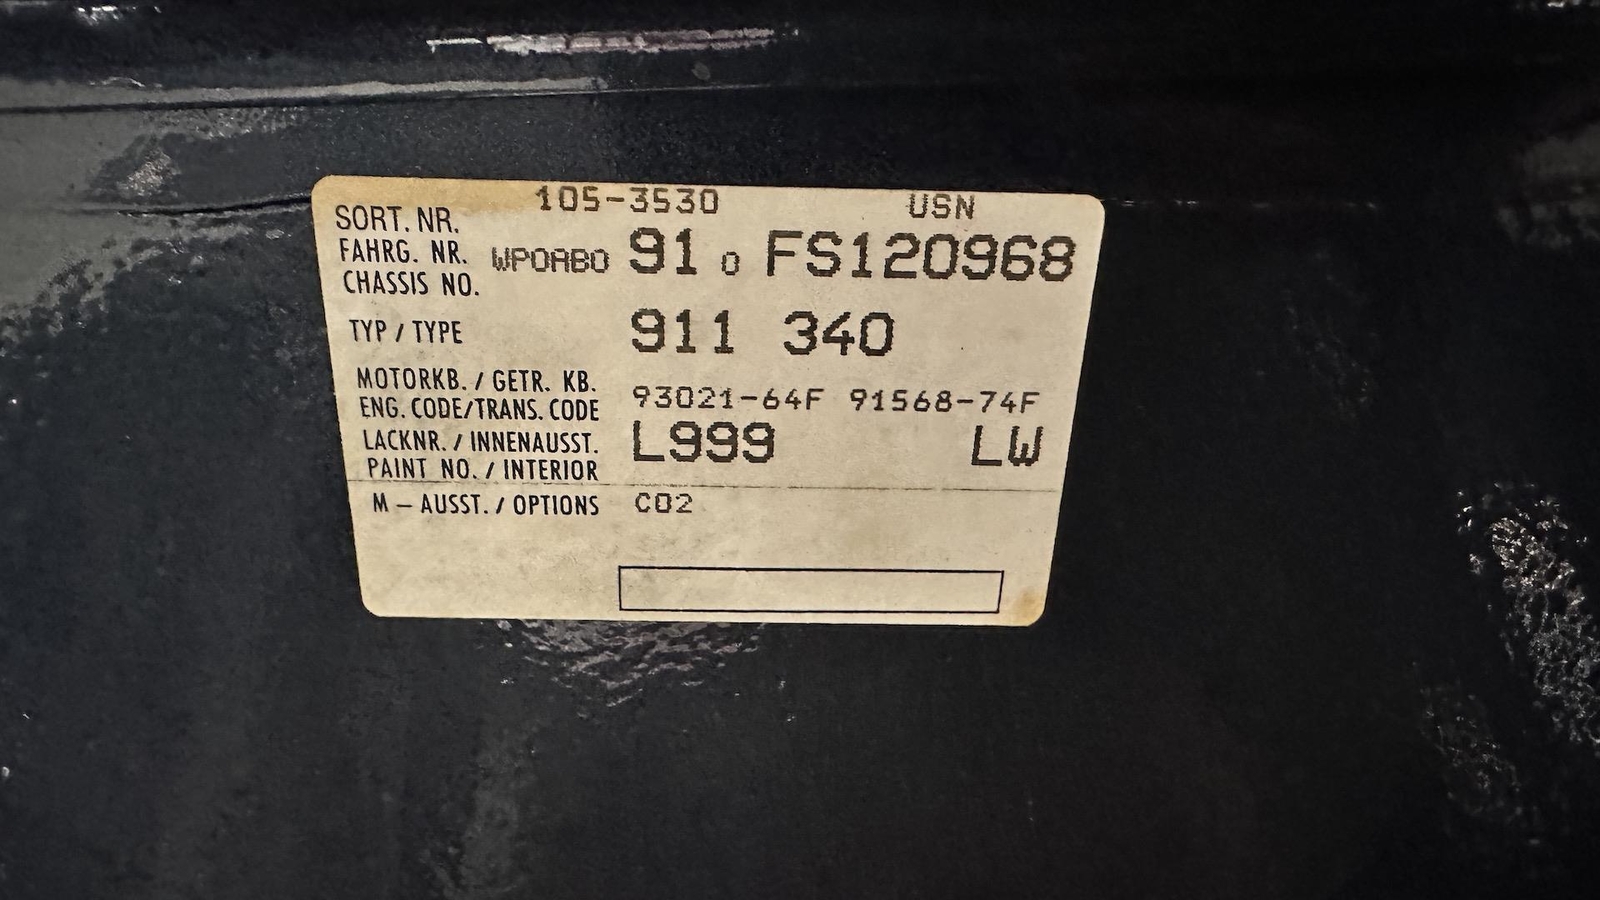 105-3530 USN
SORT. NR.
FAHRG. NR. WP0AB0 91 0 FS120968
CHASSIS NO.
TYP / TYPE 911 340
MOTORKB. / GETR. KB.
ENG. CODE/TRANS. CODE 93021-64F 91568-74F
LACKNR. / INNENAUSST. L999 LW
PAINT NO. / INTERIOR
M – AUSST. / OPTIONS C02